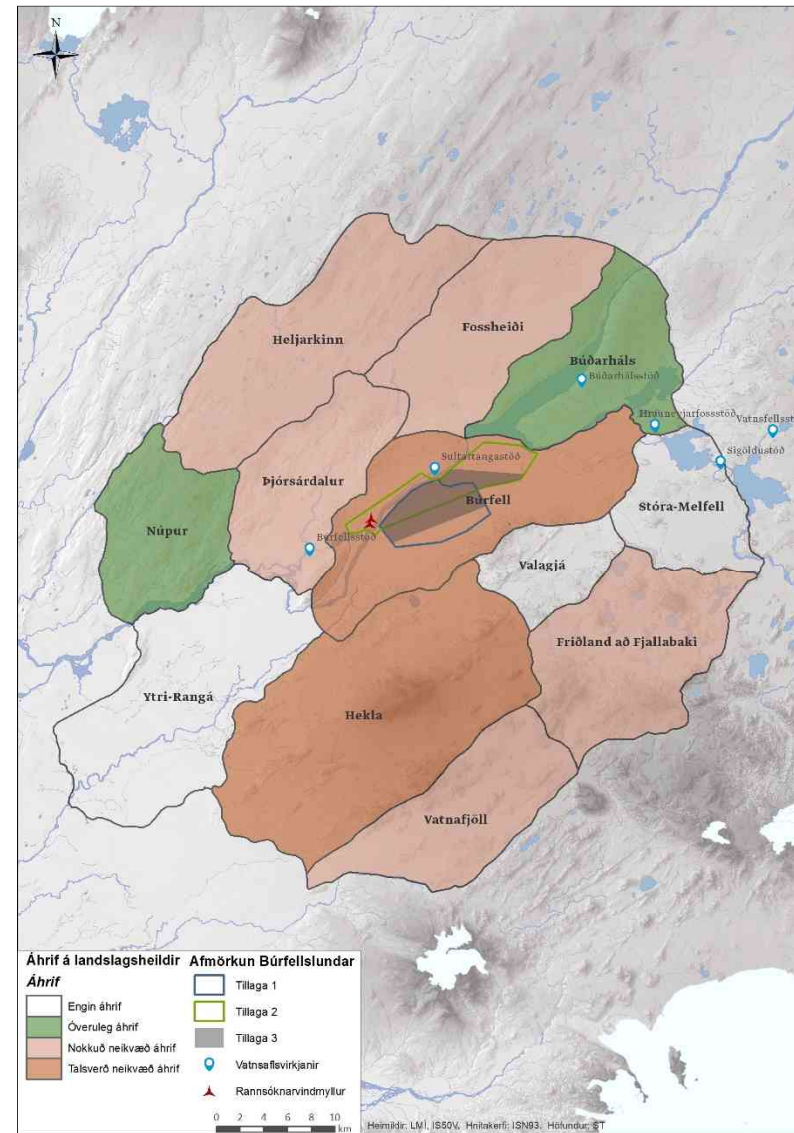 N
Heljarkinn
Fossheiði
Búðarháls
Búðarhálsstöð
Hrauneyjarfossstöð
Vatnsfellsst
Sultartangastöð
Sigöldustöð
Þjórsárdalur
Búrfell
Stóra-Melfell
Núpur
Búrfellsstöð
Valagjá
Friðland að Fjallabaki
Ytri-Rangá
Hekla
Vatnafjöll
Áhrif á landslagsheildir
Áhrif
Engin áhrif
Óveruleg áhrif
Nokkuð neikvæð áhrif
Talsverð neikvæð áhrif
Afmörkun Búrfellslundar
Tillaga 1
Tillaga 2
Tillaga 3
Vatnsaflsvirkjanir
Rannsóknarvindmyllur
0 2 4 6 8 10
km
Heimildir: LMÍ, IS50V, Hnitakerfi: ISN93. Höfundur: ST